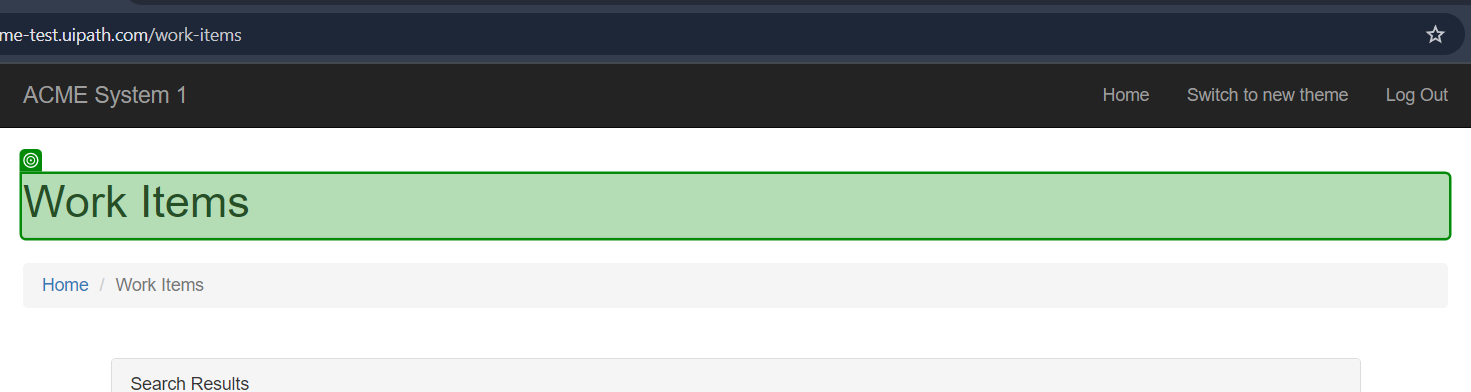 me-test.uipath.com/work-items
ACME System 1 Home Switch to new theme Log Out
Work Items
Home / Work Items
Search Results